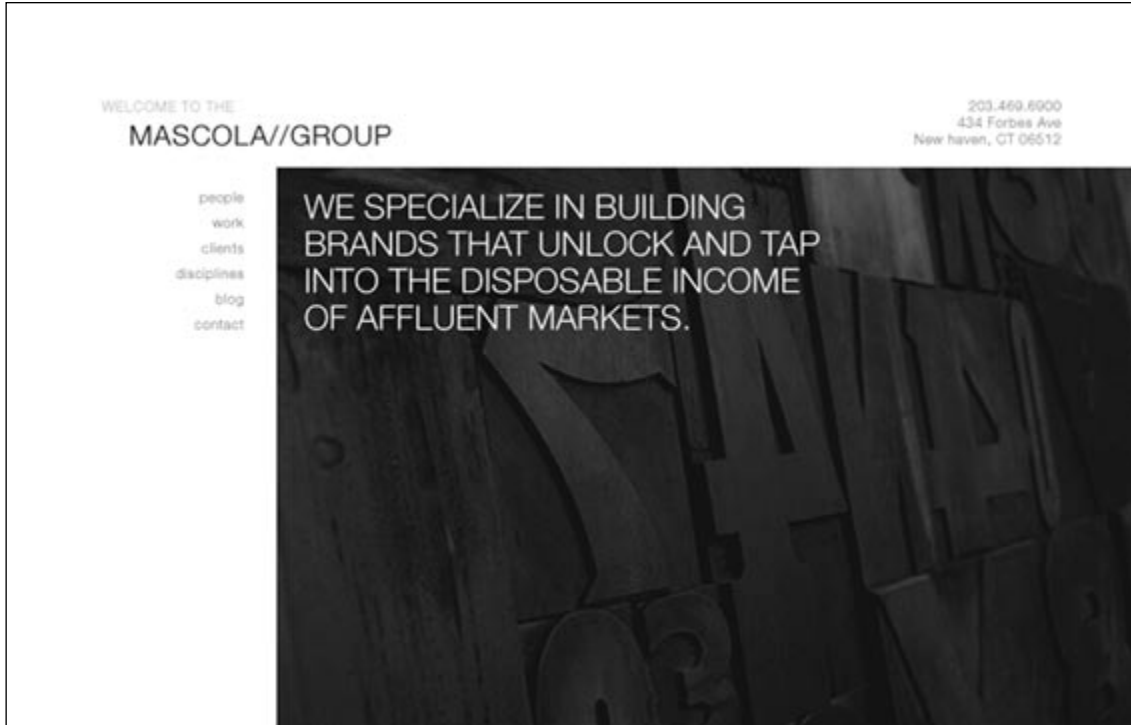 WELCOME TO THE
MASCOLA//GROUP
203.469.6900
434 Forbes Ave
New haven, CT 06512
people
work
clients
disciplines
blog
contact
WE SPECIALIZE IN BUILDING
BRANDS THAT UNLOCK AND TAP
INTO THE DISPOSABLE INCOME
OF AFFLUENT MARKETS.